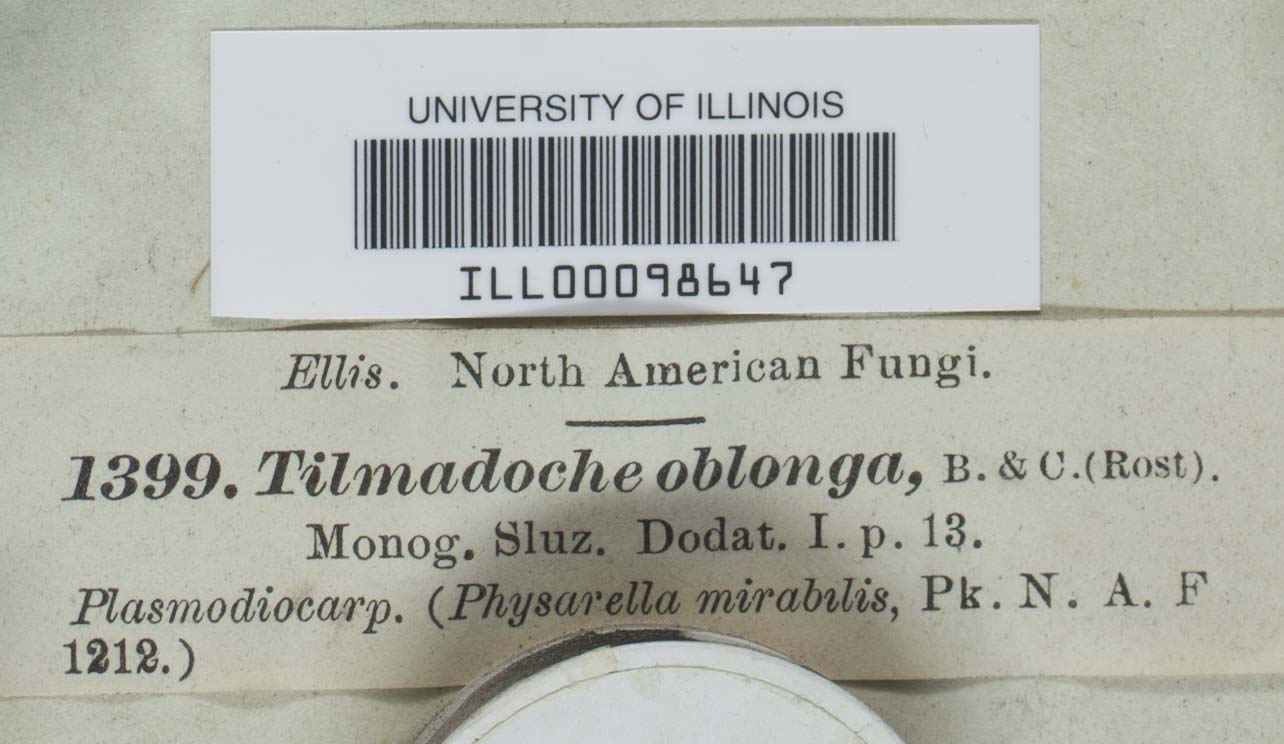 UNIVERSITY OF ILLINOIS
ILL00098647
Ellis. North American Fungi.
1399. Tilmadoche oblonga, B. & C. (Rost).
Monog. Sluz. Dodat. I. p. 13.
Plasmodiocarp. (Physarella mirabilis, Pk. N. A. F
1212.)